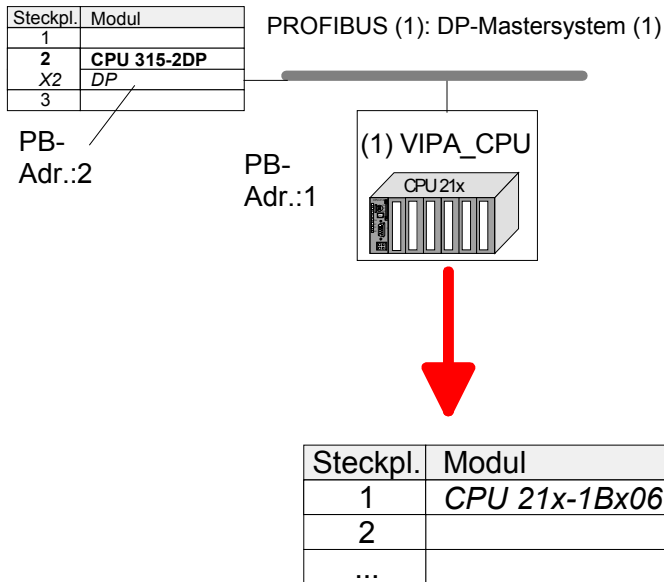 Steckpl. Modul
1
2 CPU 315-2DP
X2 DP
3
PROFIBUS (1): DP-Mastersystem (1)
PB-
Adr.:2
PB-
Adr.:1
(1) VIPA_CPU
CPU 21x
Steckpl. Modul
1 CPU 21x-1Bx06
2
...